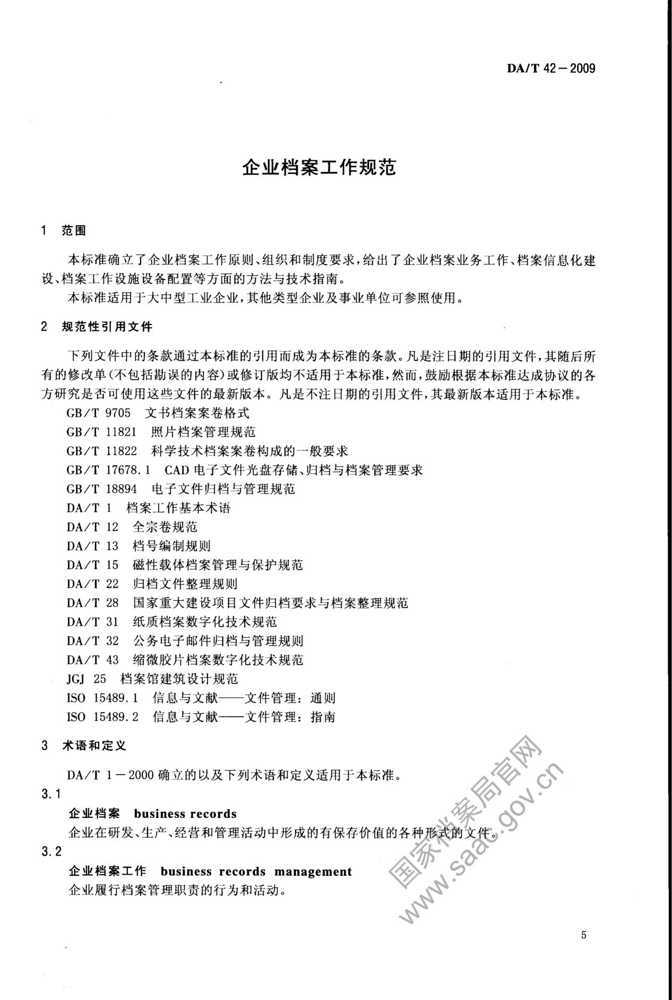 DA/T 42－2009
企业档案工作规范
1 范围
本标准确立了企业档案工作原则、组织和制度要求，给出了企业档案业务工作、档案信息化建
设、档案工作设施设备配置等方面的方法与技术指南。
本标准适用于大中型工业企业，其他类型企业及事业单位可参照使用。
2 规范性引用文件
下列文件中的条款通过本标准的引用而成为本标准的条款。凡是注日期的引用文件，其随后所
有的修改单（不包括勘误的内容）或修订版均不适用于本标准，然而，鼓励根据本标准达成协议的各
方研究是否可使用这些文件的最新版本。凡是不注日期的引用文件，其最新版本适用于本标准。
GB/T 9705 文书档案案卷格式
GB/T 11821 照片档案管理规范
GB/T 11822 科学技术档案案卷构成的一般要求
GB/T 17678.1 CAD 电子文件光盘存储、归档与档案管理要求
GB/T 18894 电子文件归档与管理规范
DA/T 1 档案工作基本术语
DA/T 12 全宗卷规范
DA/T 13 档号编制规则
DA/T 15 磁性载体档案管理与保护规范
DA/T 22 归档文件整理规则
DA/T 28 国家重大建设项目文件归档要求与档案整理规范
DA/T 31 纸质档案数字化技术规范
DA/T 32 公务电子邮件归档与管理规则
DA/T 43 缩微胶片档案数字化技术规范
JGJ 25 档案馆建筑设计规范
ISO 15489.1 信息与文献——文件管理：通则
ISO 15489.2 信息与文献——文件管理：指南
3 术语和定义
DA/T 1－2000 确立的以及下列术语和定义适用于本标准。
3.1
企业档案 business records
企业在研发、生产、经营和管理活动中形成的有保存价值的各种形式的文件。
3.2
企业档案工作 business records management
企业履行档案管理职责的行为和活动。
国家档案局官网
www.saac.gov.cn
5